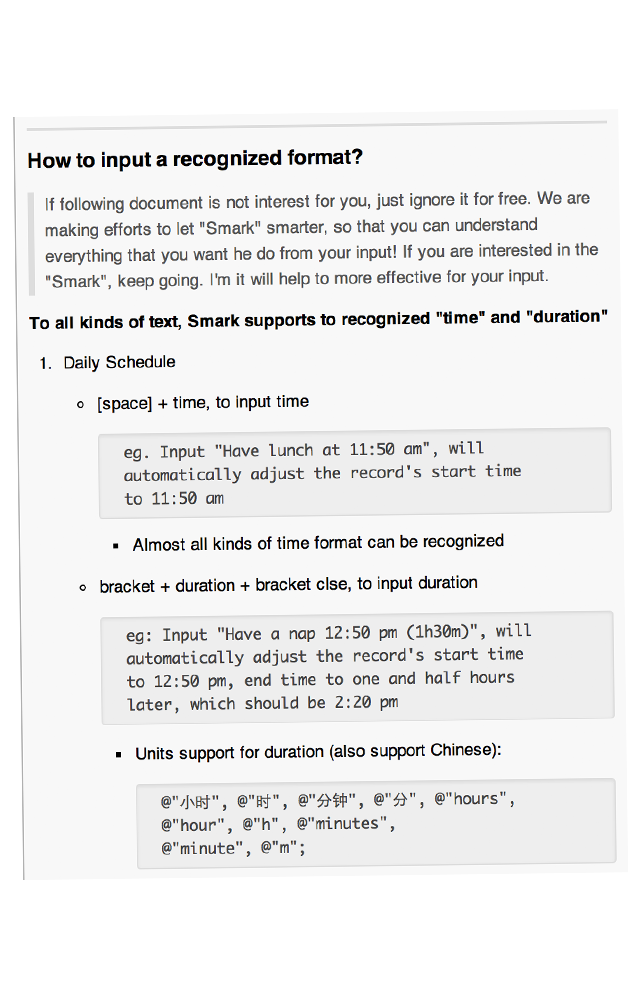 How to input a recognized format?
If following document is not interest for you, just ignore it for free. We are
making efforts to let "Smark" smarter, so that you can understand
everything that you want he do from your input! If you are interested in the
"Smark", keep going. I'm it will help to more effective for your input.
To all kinds of text, Smark supports to recognized "time" and "duration"
1. Daily Schedule
[space] + time, to input time
eg. Input "Have lunch at 11:50 am", will
automatically adjust the record's start time
to 11:50 am
Almost all kinds of time format can be recognized
bracket + duration + bracket clse, to input duration
eg: Input "Have a nap 12:50 pm (1h30m)", will
automatically adjust the record's start time
to 12:50 pm, end time to one and half hours
later, which should be 2:20 pm
Units support for duration (also support Chinese):
@"小时", @"时", @"分钟", @"分", @"hours",
@"hour", @"h", @"minutes",
@"minute", @"m";